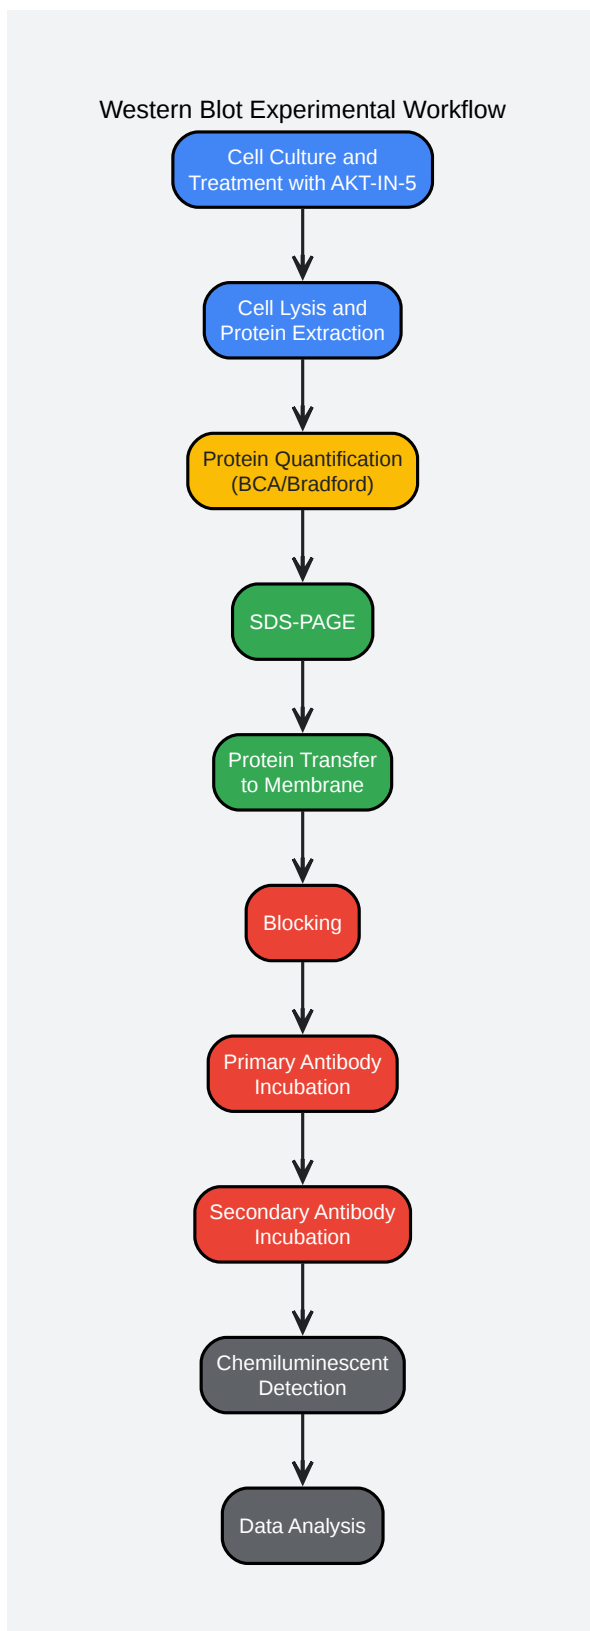 Western Blot Experimental Workflow
Cell Culture and
Treatment with AKT-IN-5
Cell Lysis and
Protein Extraction
Protein Quantification
(BCA/Bradford)
SDS-PAGE
Protein Transfer
to Membrane
Blocking
Primary Antibody
Incubation
Secondary Antibody
Incubation
Chemiluminescent
Detection
Data Analysis